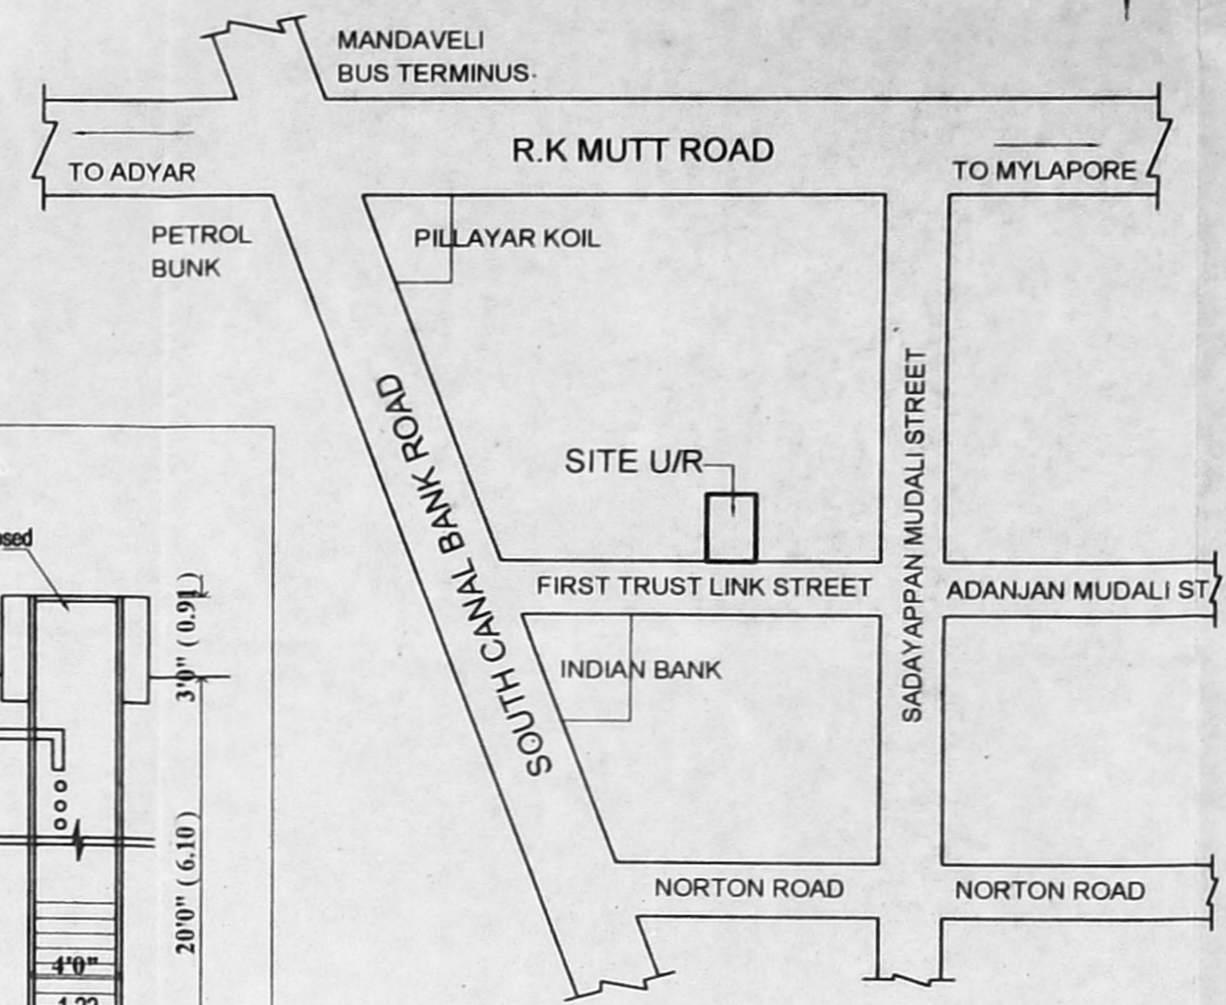 MANDAVELI
BUS TERMINUS
R.K MUTT ROAD
TO ADYAR
TO MYLAPORE
PETROL
BUNK
PILLAYAR KOIL
SOUTH CANAL BANK ROAD
SADAYAPPAN MUDALI STREET
SITE U/R
FIRST TRUST LINK STREET
ADANJAN MUDALI ST
INDIAN BANK
NORTON ROAD
NORTON ROAD
3'0" ( 0.91)
20'0" ( 6.10 )
4'0"